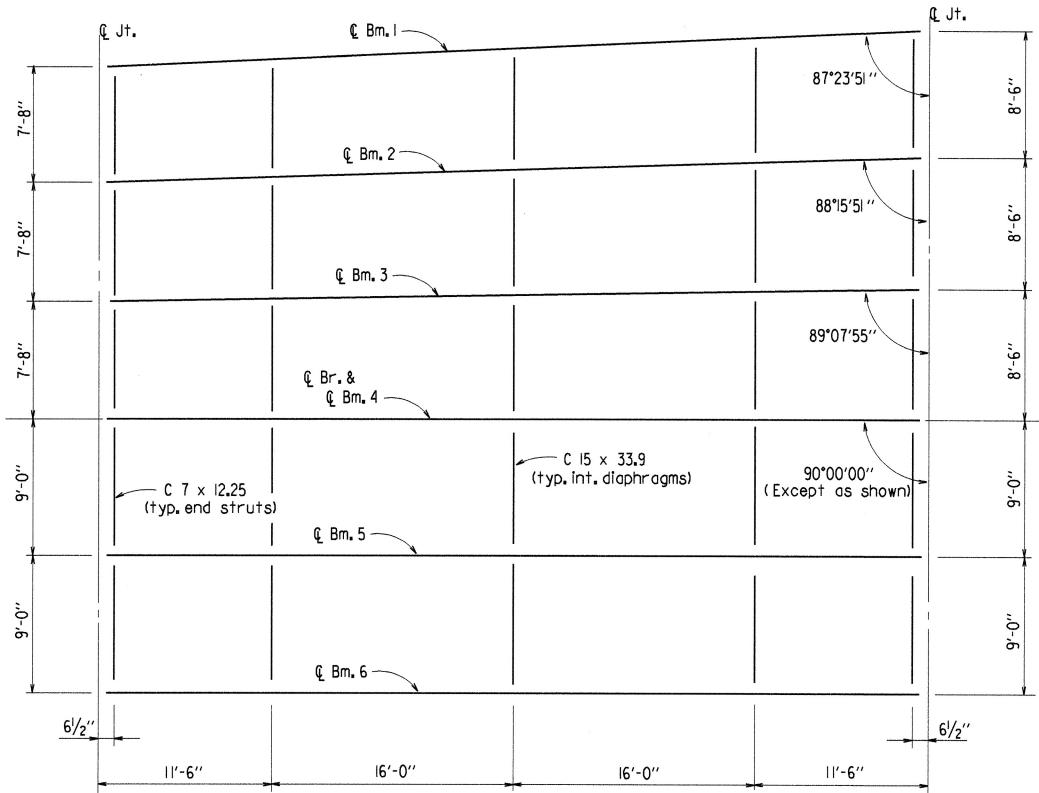 ℄ Jt.
℄ Jt.
℄ Bm. 1
87°23'51"
7'-8"
8'-6"
℄ Bm. 2
88°15'51"
7'-8"
8'-6"
℄ Bm. 3
89°07'55"
7'-8"
8'-6"
℄ Br. &
℄ Bm. 4
C 7 x 12.25
(typ. end struts)
C 15 x 33.9
(typ. int. diaphragms)
90°00'00"
(Except as shown)
9'-0"
9'-0"
℄ Bm. 5
9'-0"
9'-0"
℄ Bm. 6
6½"
6½"
11'-6"
16'-0"
16'-0"
11'-6"